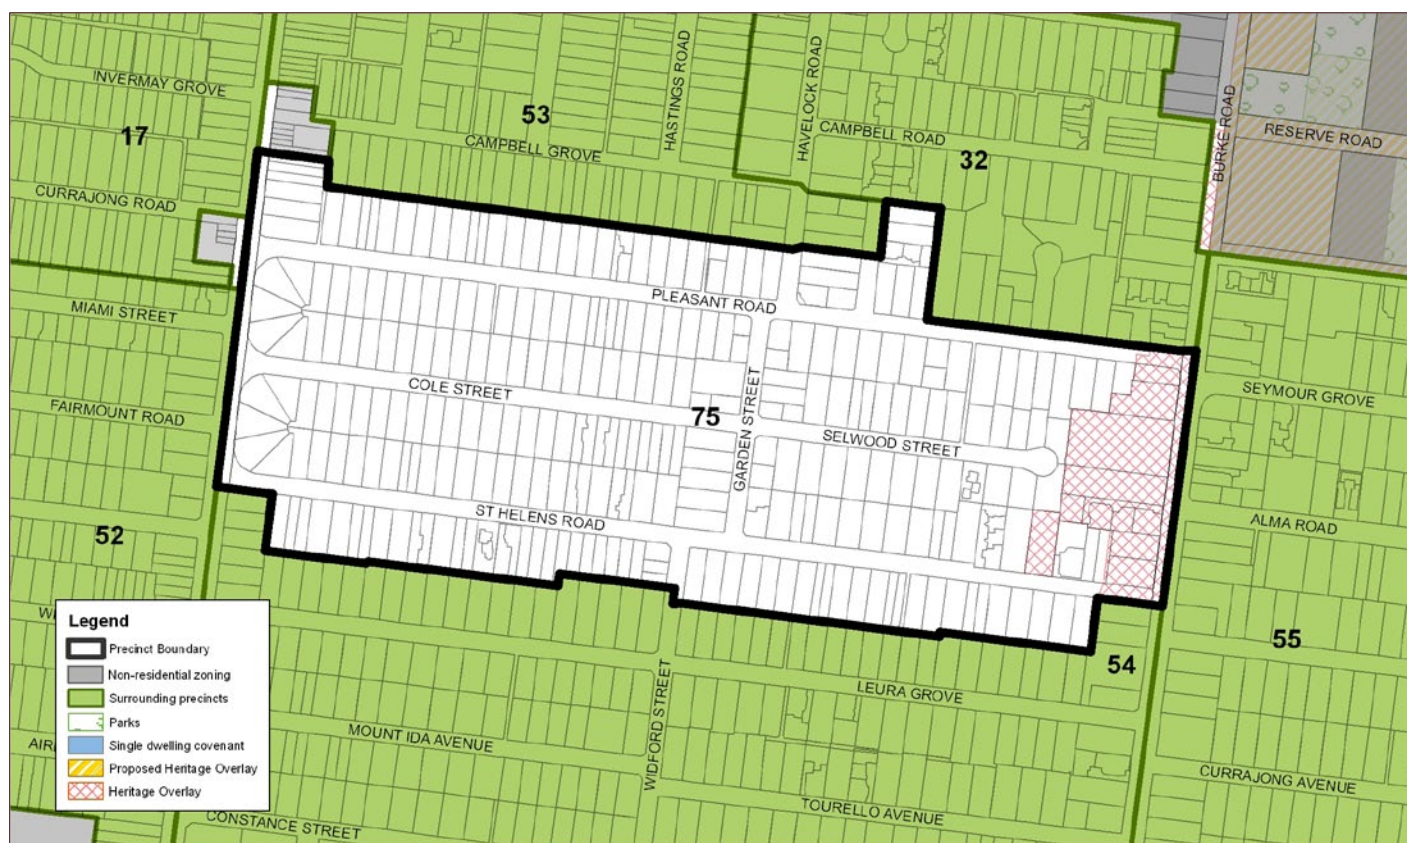 INVERMAY GROVE
17
CURRAJONG ROAD
MIAMI STREET
FAIRMOUNT ROAD
52
53
CAMPBELL GROVE
HASTINGS ROAD
HAVELOCK ROAD
CAMPBELL ROAD
32
BURKE ROAD
RESERVE ROAD
PLEASANT ROAD
COLE STREET
75
GARDEN STREET
SELWOOD STREET
ST HELENS ROAD
SEYMOUR GROVE
ALMA ROAD
55
54
LEURA GROVE
WIDFORD STREET
MOUNT IDA AVENUE
TOURELLO AVENUE
CURRAJONG AVENUE
CONSTANCE STREET
Legend
Precinct Boundary
Non-residential zoning
Surrounding precincts
Parks
Single dwelling covenant
Proposed Heritage Overlay
Heritage Overlay